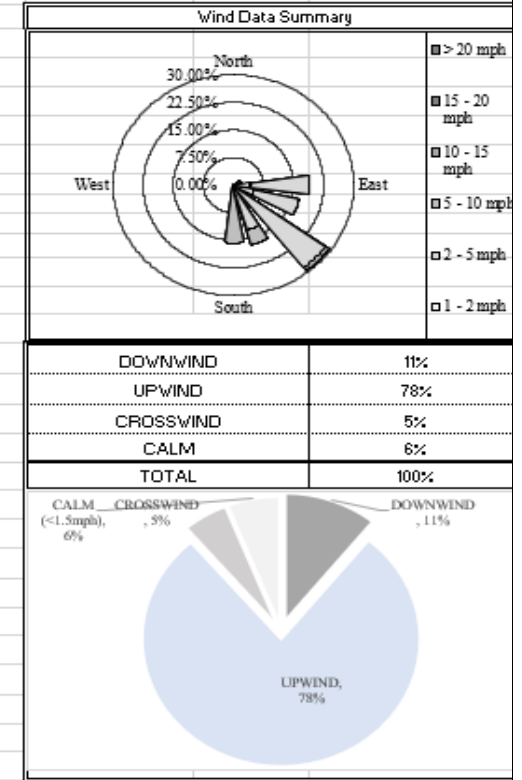 Wind Data Summary
North
30.00%
22.50%
15.00%
7.50%
0.00%
West
East
South
> 20 mph
15 - 20
mph
10 - 15
mph
5 - 10 mph
2 - 5 mph
1 - 2 mph
DOWNWIND 11%
UPWIND 78%
CROSSWIND 5%
CALM 6%
TOTAL 100%
CALM
(<1.5mph),
6%
CROSSWIND
, 5%
DOWNWIND
, 11%
UPWIND,
78%